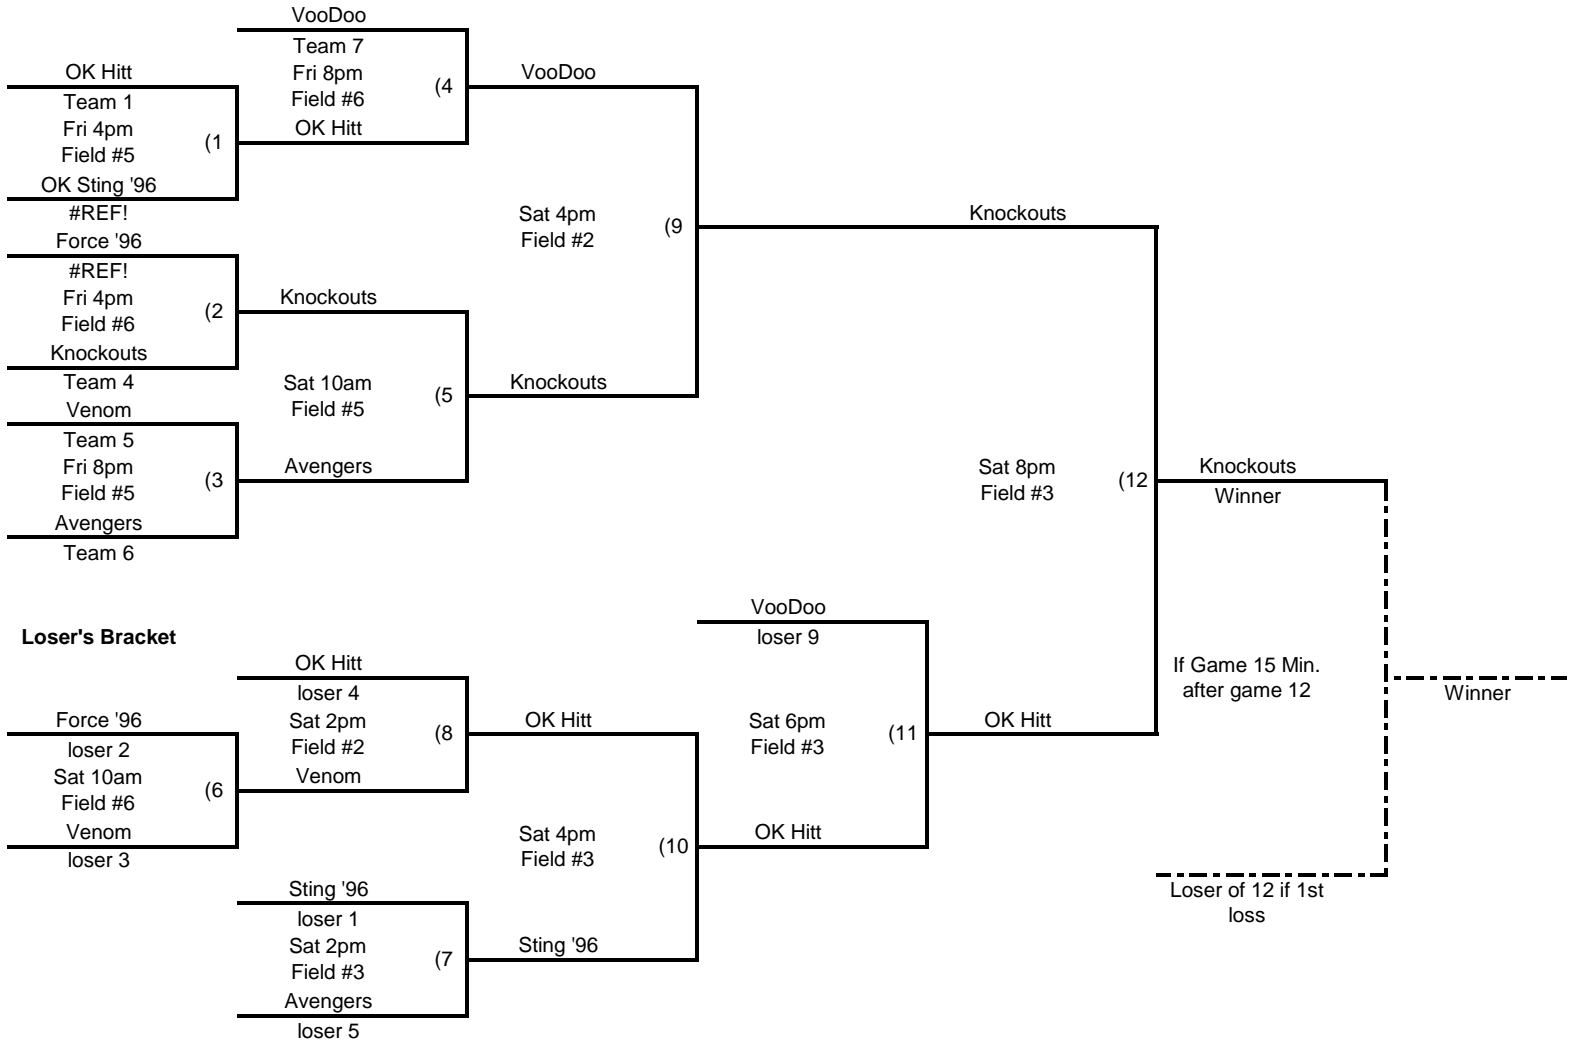 VooDoo
Team 7
Fri 8pm
Field #6
(4
OK Hitt
VooDoo
OK Hitt
Team 1
Fri 4pm
Field #5
(1
OK Sting '96
#REF!
Force '96
#REF!
Fri 4pm
Field #6
(2
Knockouts
Team 4
Venom
Team 5
Fri 8pm
Field #5
(3
Avengers
Team 6
Knockouts
Sat 10am
Field #5
(5
Avengers
Knockouts
Sat 4pm
Field #2
(9
Knockouts
Sat 8pm
Field #3
(12
Knockouts
Winner
If Game 15 Min.
after game 12
Winner
Loser of 12 if 1st
loss
Loser's Bracket
Force '96
loser 2
Sat 10am
Field #6
(6
Venom
loser 3
OK Hitt
loser 4
Sat 2pm
Field #2
(8
Venom
Sting '96
loser 1
Sat 2pm
Field #3
(7
Avengers
loser 5
OK Hitt
Sat 4pm
Field #3
(10
Sting '96
VooDoo
loser 9
Sat 6pm
Field #3
(11
OK Hitt
OK Hitt